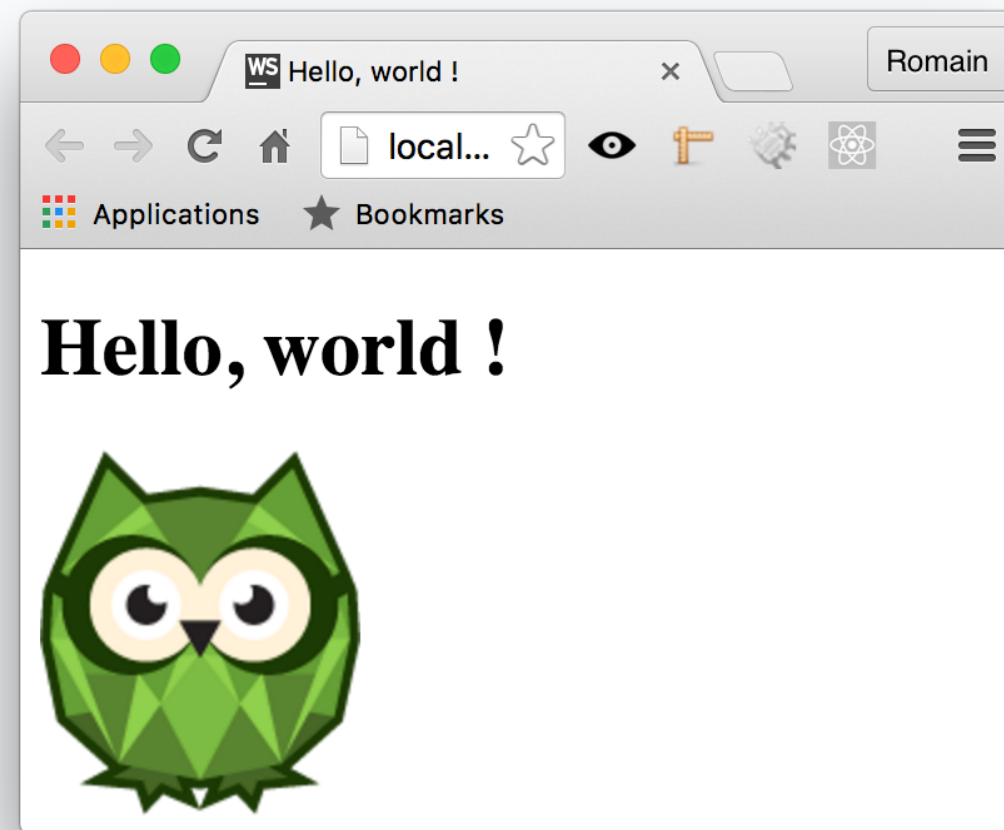 WS Hello, world !
Romain
local...
Applications
Bookmarks
Hello, world !